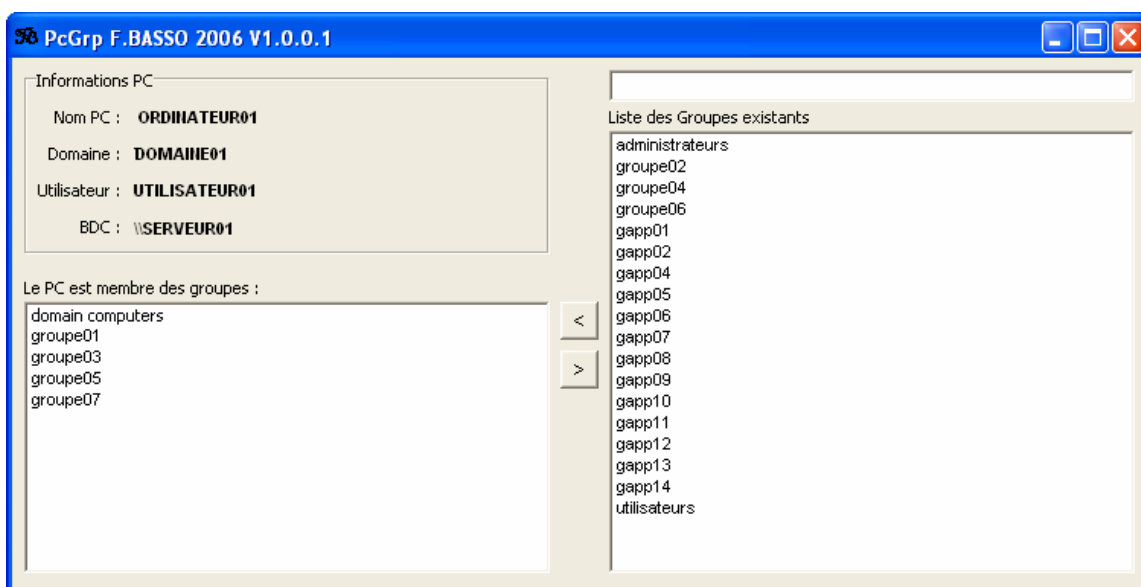 PcGrp F.BASSO 2006 V1.0.0.1
Informations PC
Nom PC : ORDINATEUR01
Domaine : DOMAINE01
Utilisateur : UTILISATEUR01
BDC : \\SERVEUR01
Le PC est membre des groupes :
domain computers
groupe01
groupe03
groupe05
groupe07
<
>
Liste des Groupes existants
administrateurs
groupe02
groupe04
groupe06
gapp01
gapp02
gapp04
gapp05
gapp06
gapp07
gapp08
gapp09
gapp10
gapp11
gapp12
gapp13
gapp14
utilisateurs